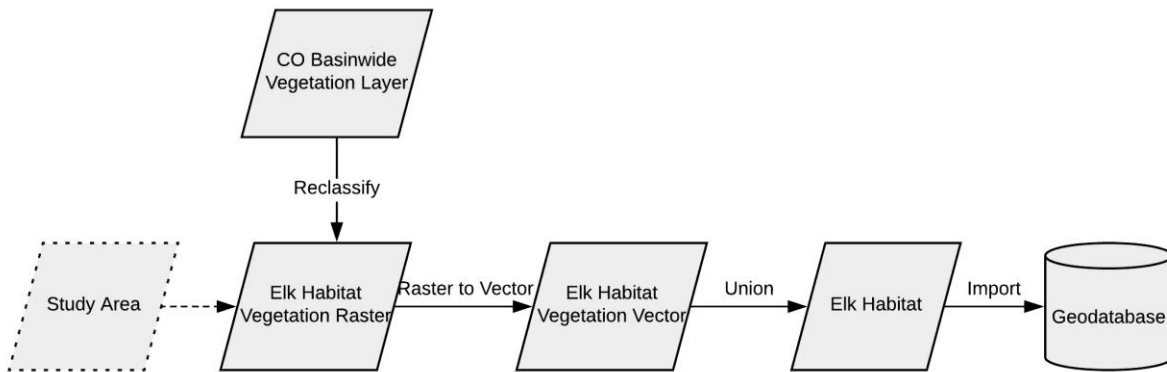 CO Basinwide
Vegetation Layer
Reclassify
Study Area
Elk Habitat
Vegetation Raster
Raster to Vector
Elk Habitat
Vegetation Vector
Union
Elk Habitat
Import
Geodatabase